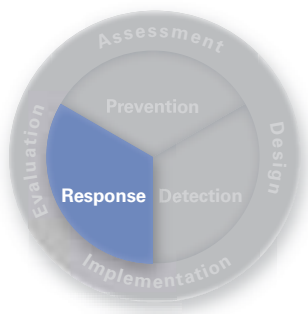 Assessment
Prevention
Evaluation
Design
Response
Detection
Implementation